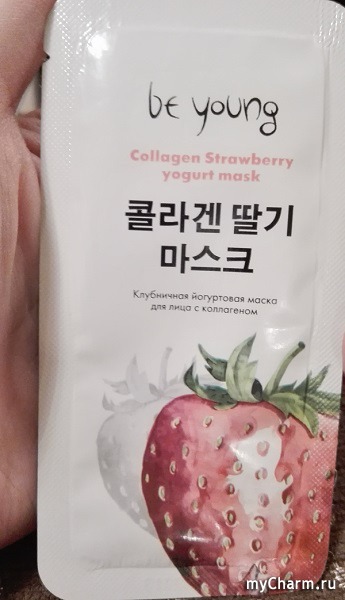 be young
Collagen Strawberry
yogurt mask
콜라겐 딸기
마스크
Клубничная йогуртовая маска
для лица с коллагеном
myCharm.ru